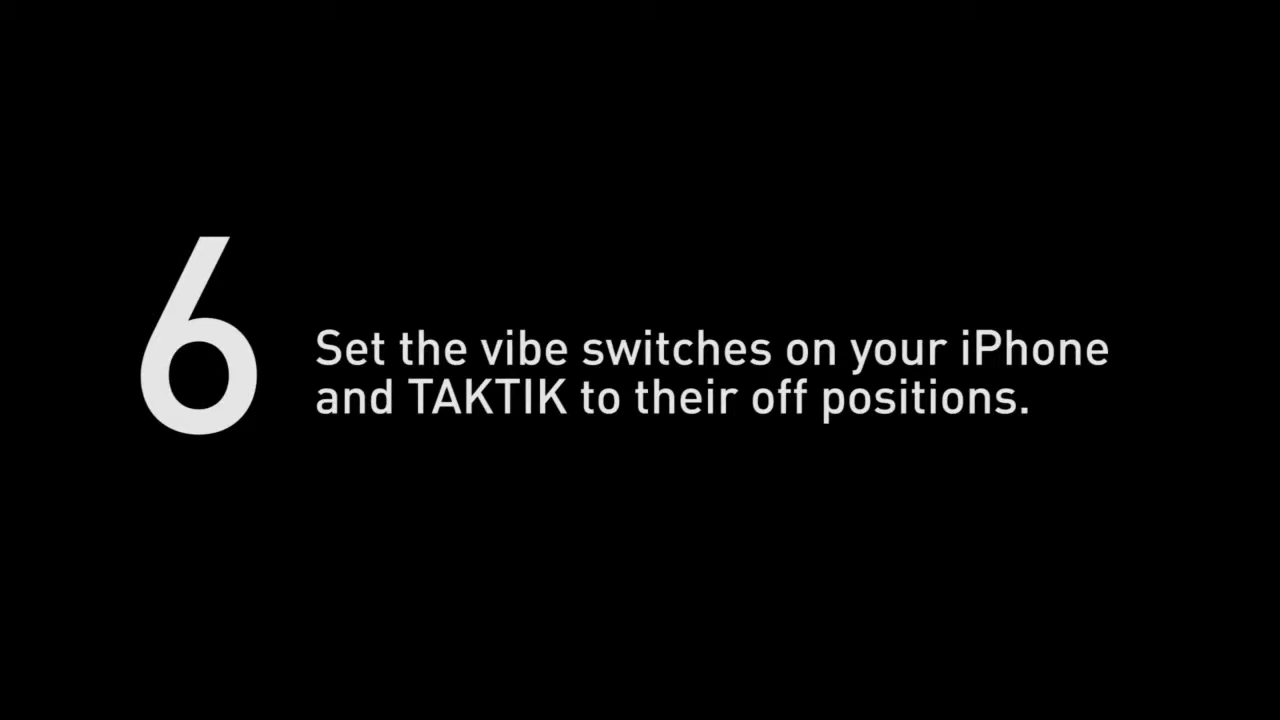 6
Set the vibe switches on your iPhone
and TAKTIK to their off positions.